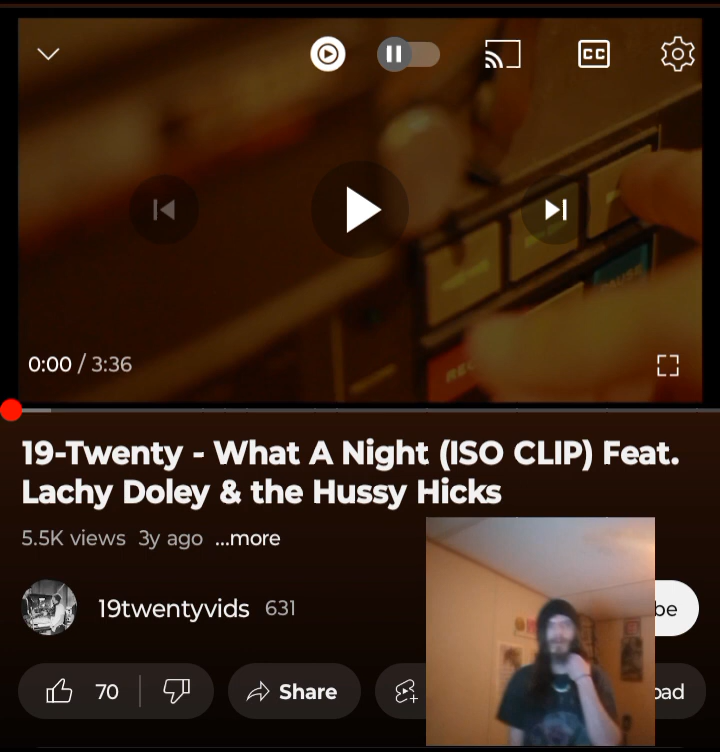 CC
0:00 / 3:36
19-Twenty - What A Night (ISO CLIP) Feat.
Lachy Doley & the Hussy Hicks
5.5K views 3y ago ...more
19twentyvids 631
be
70 Share oad